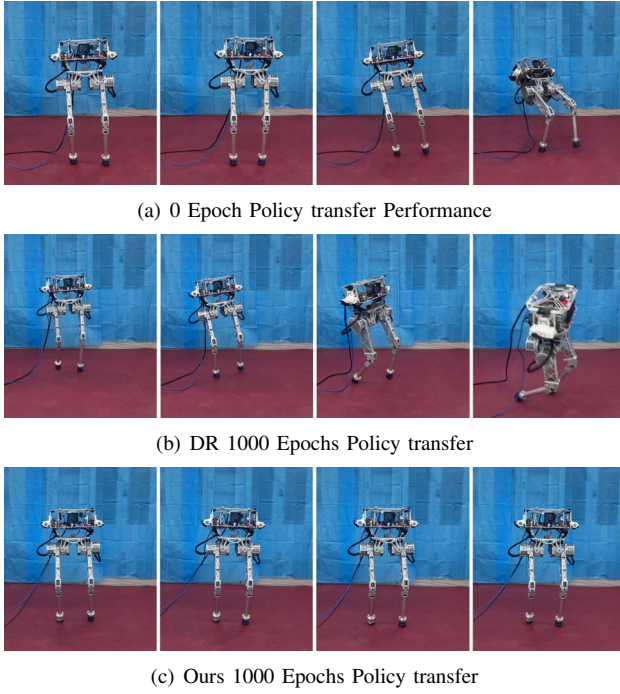 (a) 0 Epoch Policy transfer Performance
(b) DR 1000 Epochs Policy transfer
(c) Ours 1000 Epochs Policy transfer